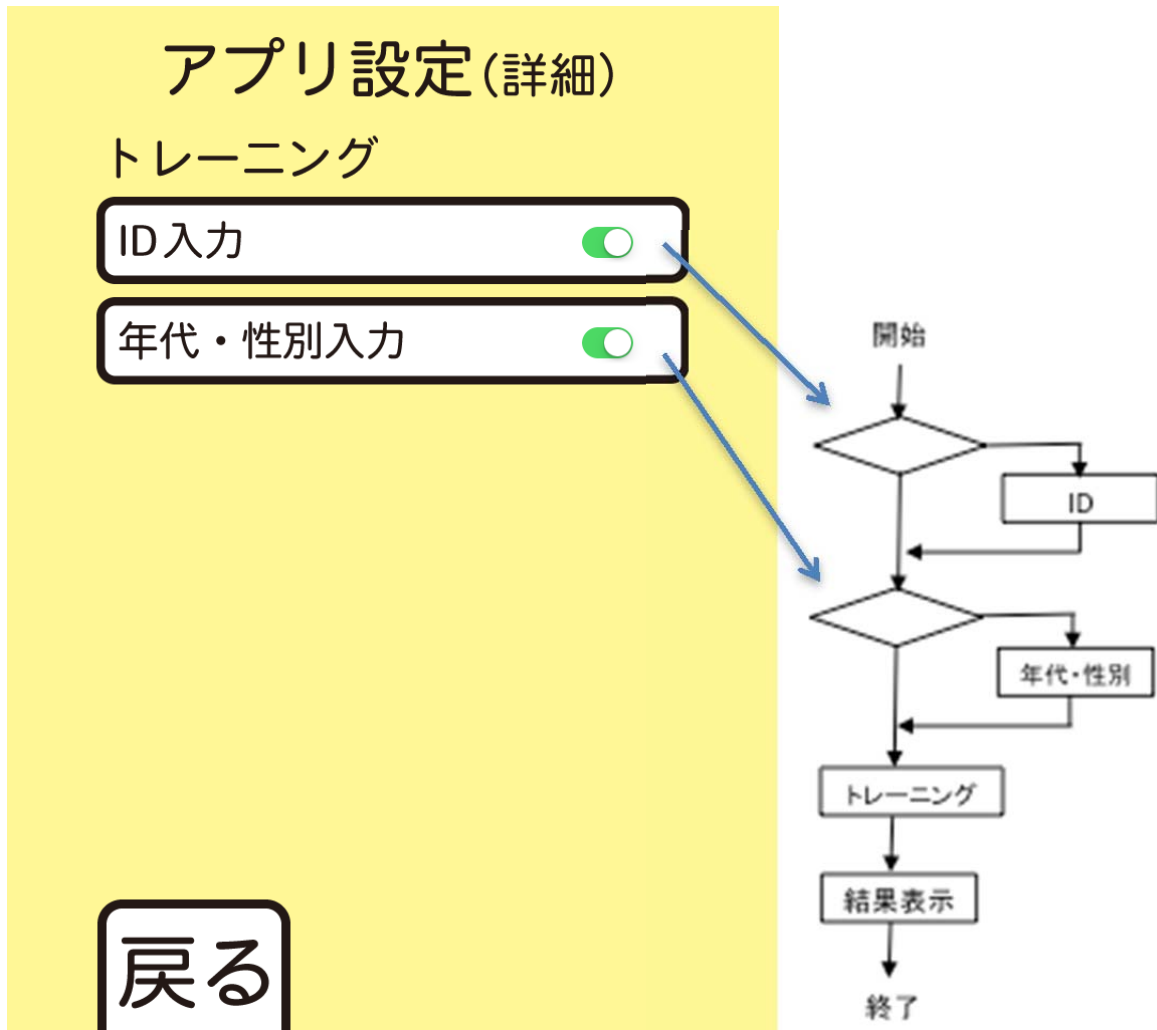 アプリ設定(詳細)
トレーニング
ID入力
年代・性別入力
戻る
開始
ID
年代・性別
トレーニング
結果表示
終了